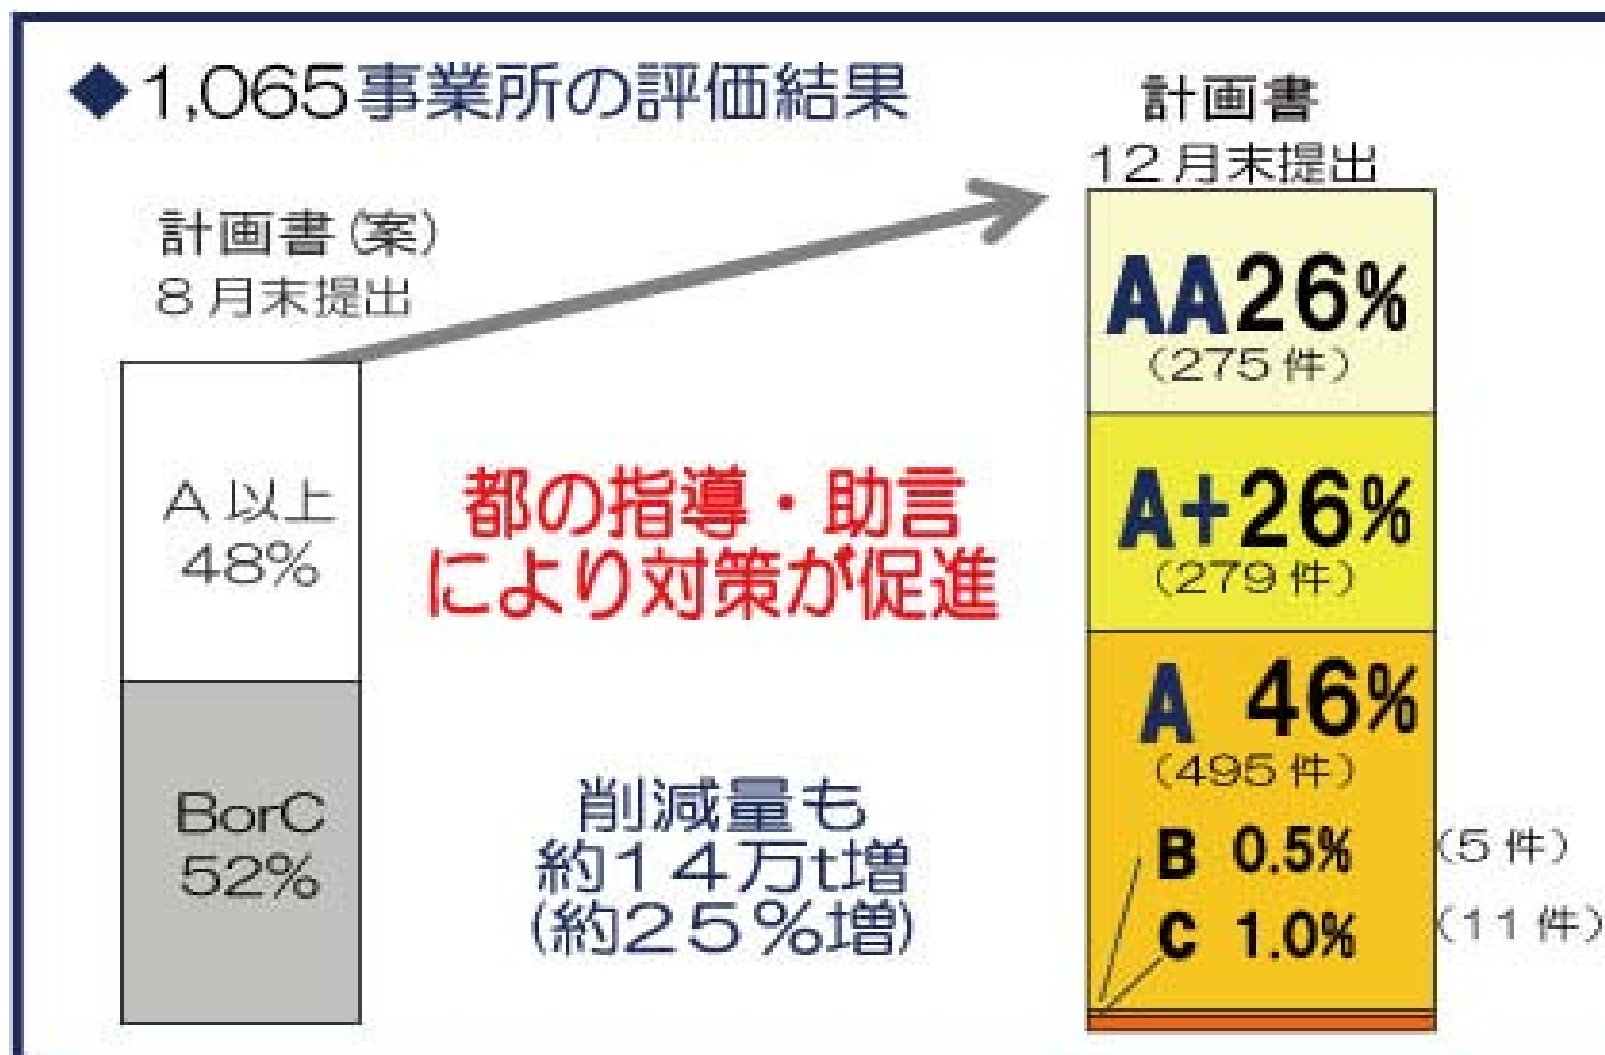 ◆1,065事業所の評価結果
計画書(案)
8月末提出
A以上
48%
BorC
52%
都の指導・助言
により対策が促進
削減量も
約14万t増
(約25%増)
計画書
12月末提出
AA 26%
(275件)
A+26%
(279件)
A 46%
(495件)
B 0.5% (5件)
C 1.0% (11件)